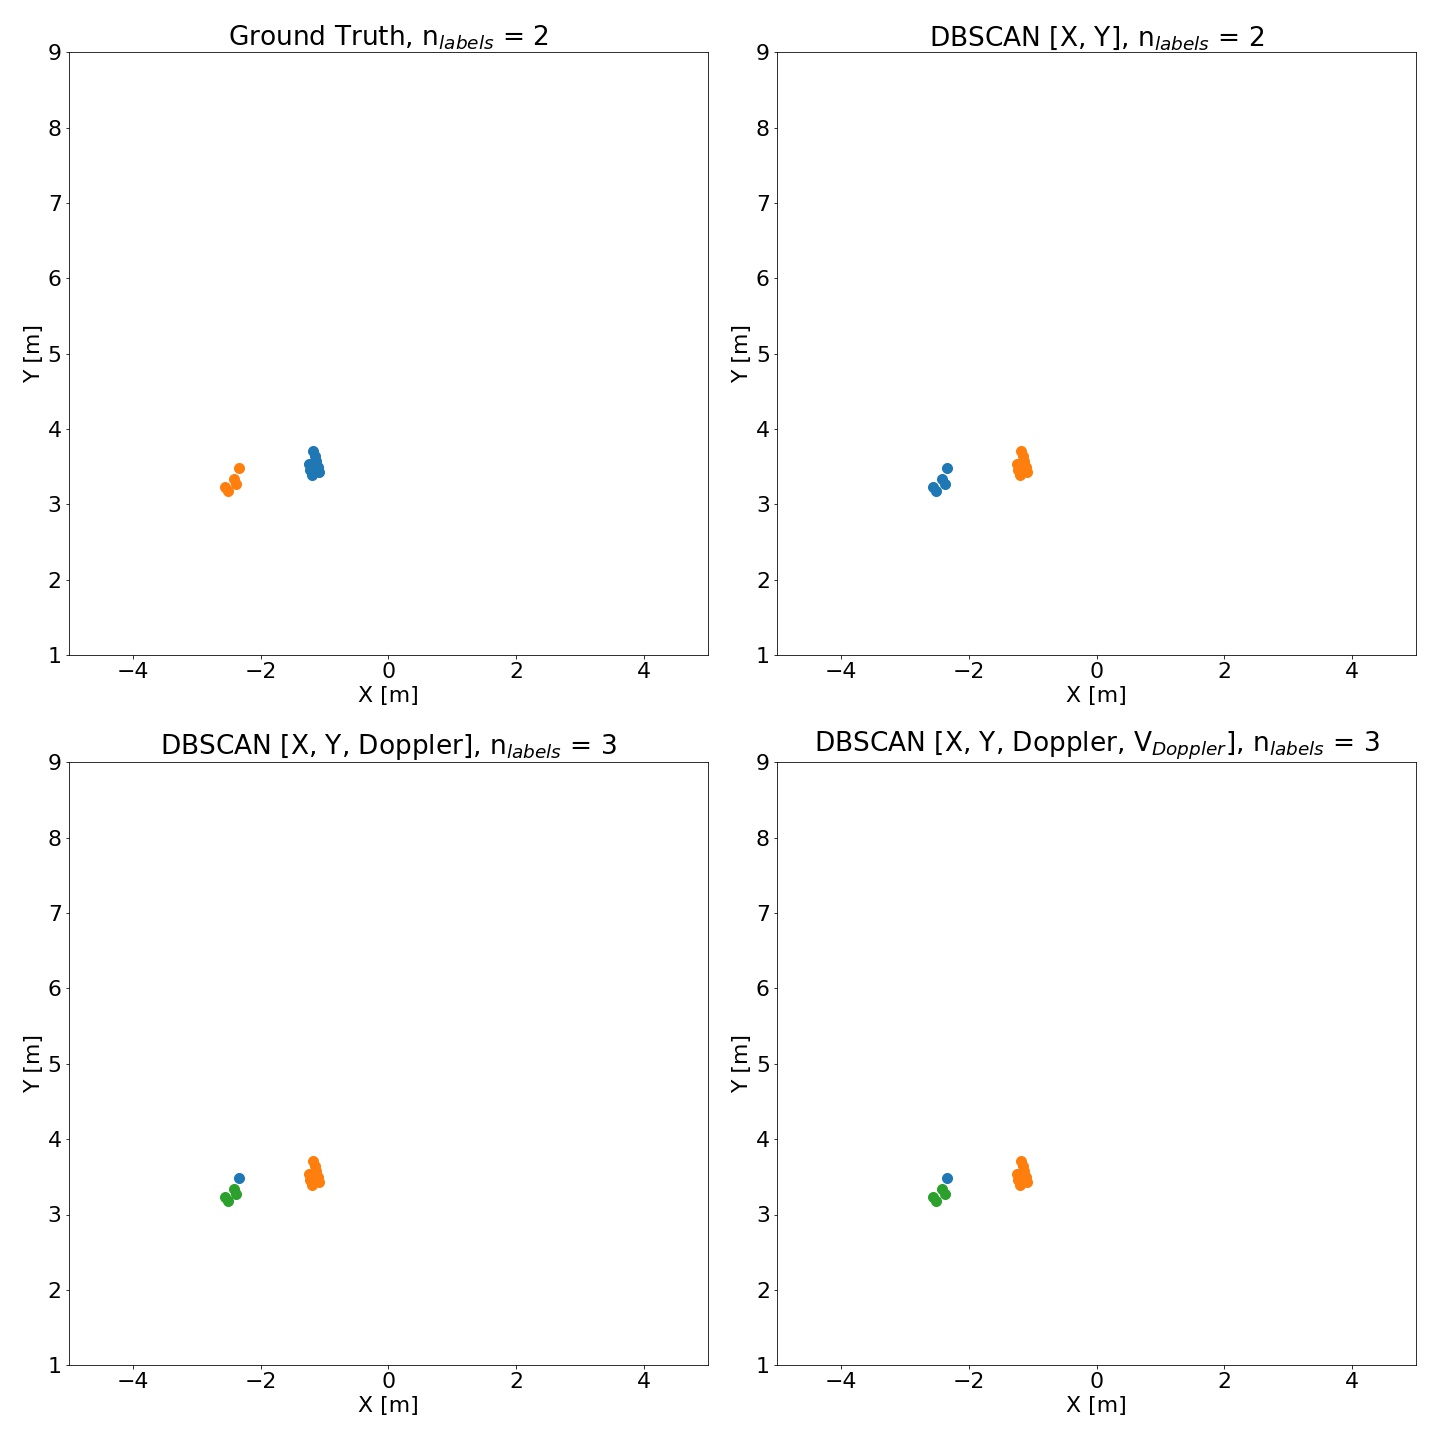 Ground Truth, n_labels = 2
9
8
7
6
5
4
3
2
1
Y [m]
−4 −2 0 2 4
X [m]
DBSCAN [X, Y], n_labels = 2
9
8
7
6
5
4
3
2
1
Y [m]
−4 −2 0 2 4
X [m]
DBSCAN [X, Y, Doppler], n_labels = 3
9
8
7
6
5
4
3
2
1
Y [m]
−4 −2 0 2 4
X [m]
DBSCAN [X, Y, Doppler, V_Doppler], n_labels = 3
9
8
7
6
5
4
3
2
1
Y [m]
−4 −2 0 2 4
X [m]